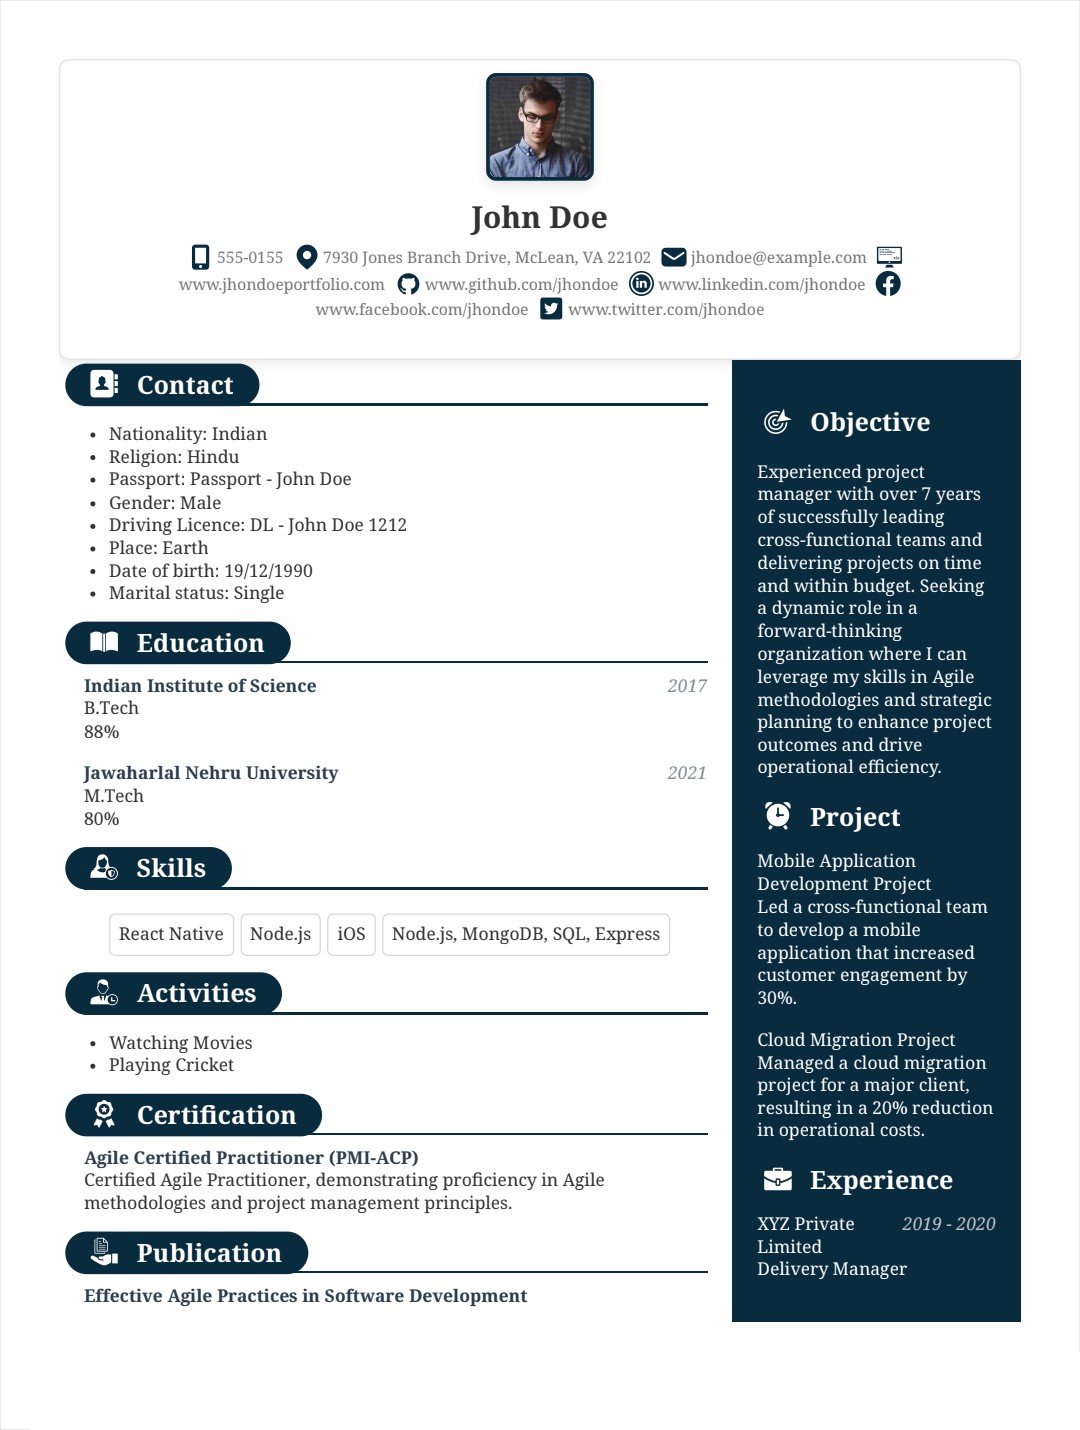 John Doe
555-0155 7930 Jones Branch Drive, McLean, VA 22102 jhondoe@example.com
www.jhondoeportfolio.com www.github.com/jhondoe www.linkedin.com/jhondoe
www.facebook.com/jhondoe www.twitter.com/jhondoe
Contact
• Nationality: Indian
• Religion: Hindu
• Passport: Passport - John Doe
• Gender: Male
• Driving Licence: DL - John Doe 1212
• Place: Earth
• Date of birth: 19/12/1990
• Marital status: Single
Education
Indian Institute of Science 2017
B.Tech
88%
Jawaharlal Nehru University 2021
M.Tech
80%
Skills
React Native Node.js iOS Node.js, MongoDB, SQL, Express
Activities
• Watching Movies
• Playing Cricket
Certification
Agile Certified Practitioner (PMI-ACP)
Certified Agile Practitioner, demonstrating proficiency in Agile
methodologies and project management principles.
Publication
Effective Agile Practices in Software Development
Objective
Experienced project
manager with over 7 years
of successfully leading
cross-functional teams and
delivering projects on time
and within budget. Seeking
a dynamic role in a
forward-thinking
organization where I can
leverage my skills in Agile
methodologies and strategic
planning to enhance project
outcomes and drive
operational efficiency.
Project
Mobile Application
Development Project
Led a cross-functional team
to develop a mobile
application that increased
customer engagement by
30%.
Cloud Migration Project
Managed a cloud migration
project for a major client,
resulting in a 20% reduction
in operational costs.
Experience
XYZ Private 2019 - 2020
Limited
Delivery Manager